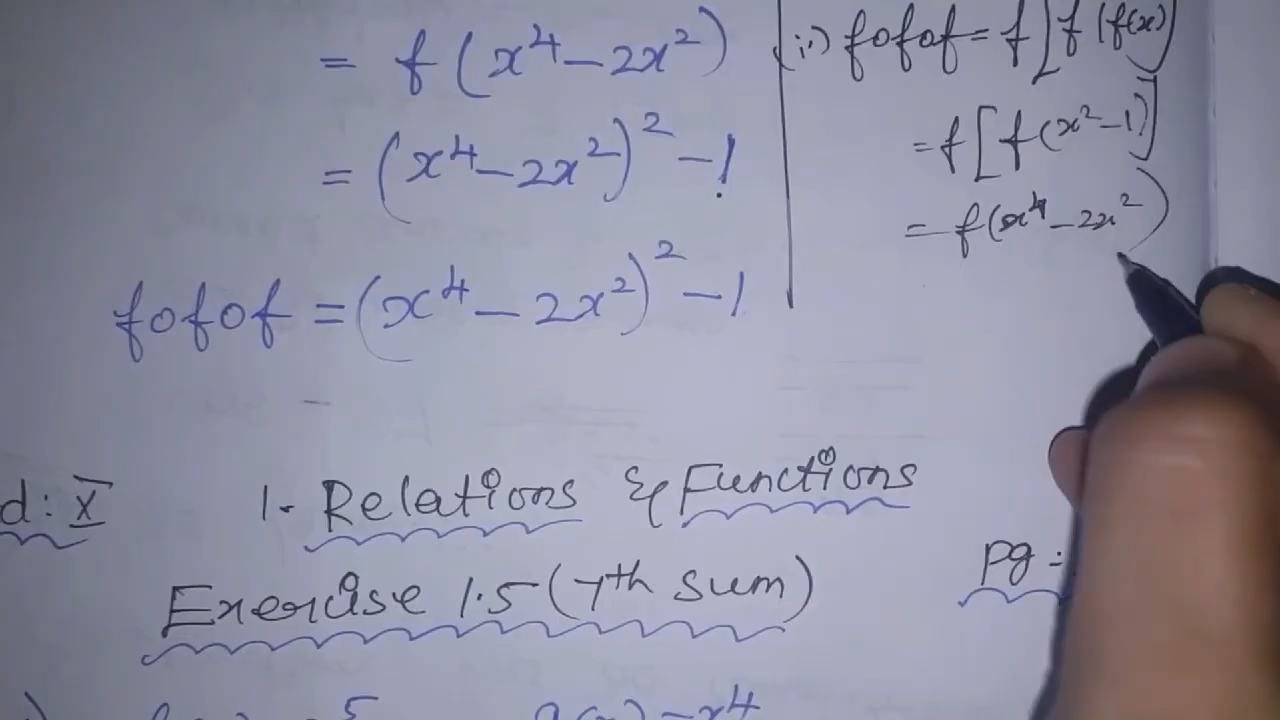 = f(x⁴-2x²)
= (x⁴-2x²)² -1
fofof = (x⁴-2x²)² -1
ii) fofof = f[f(f(x)
= f[f(x²-1)]
= f(x⁴-2x²)
d: X
1. Relations & Functions
Exercise 1.5 (7th sum)
pg =